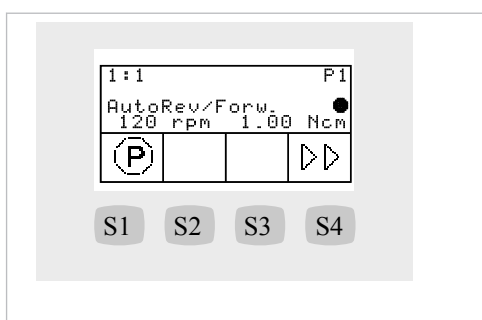 1:1 P1
AutoRev/Forw.
120 rpm 1.00 Ncm
P
S1 S2 S3 S4